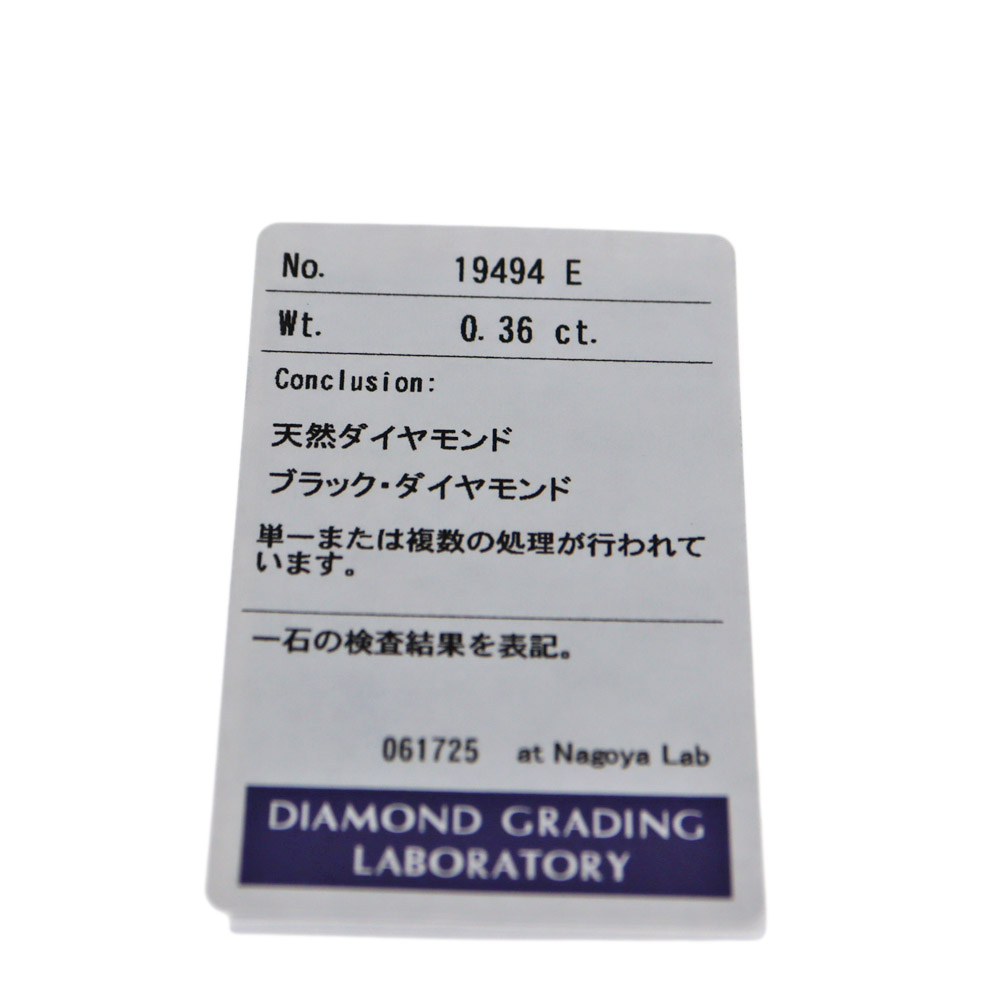 No. 19494 E
Wt. 0.36 ct.
Conclusion:
天然ダイヤモンド
ブラック・ダイヤモンド
単一または複数の処理が行われて
います。
一石の検査結果を表記。
061725 at Nagoya Lab
DIAMOND GRADING
LABORATORY